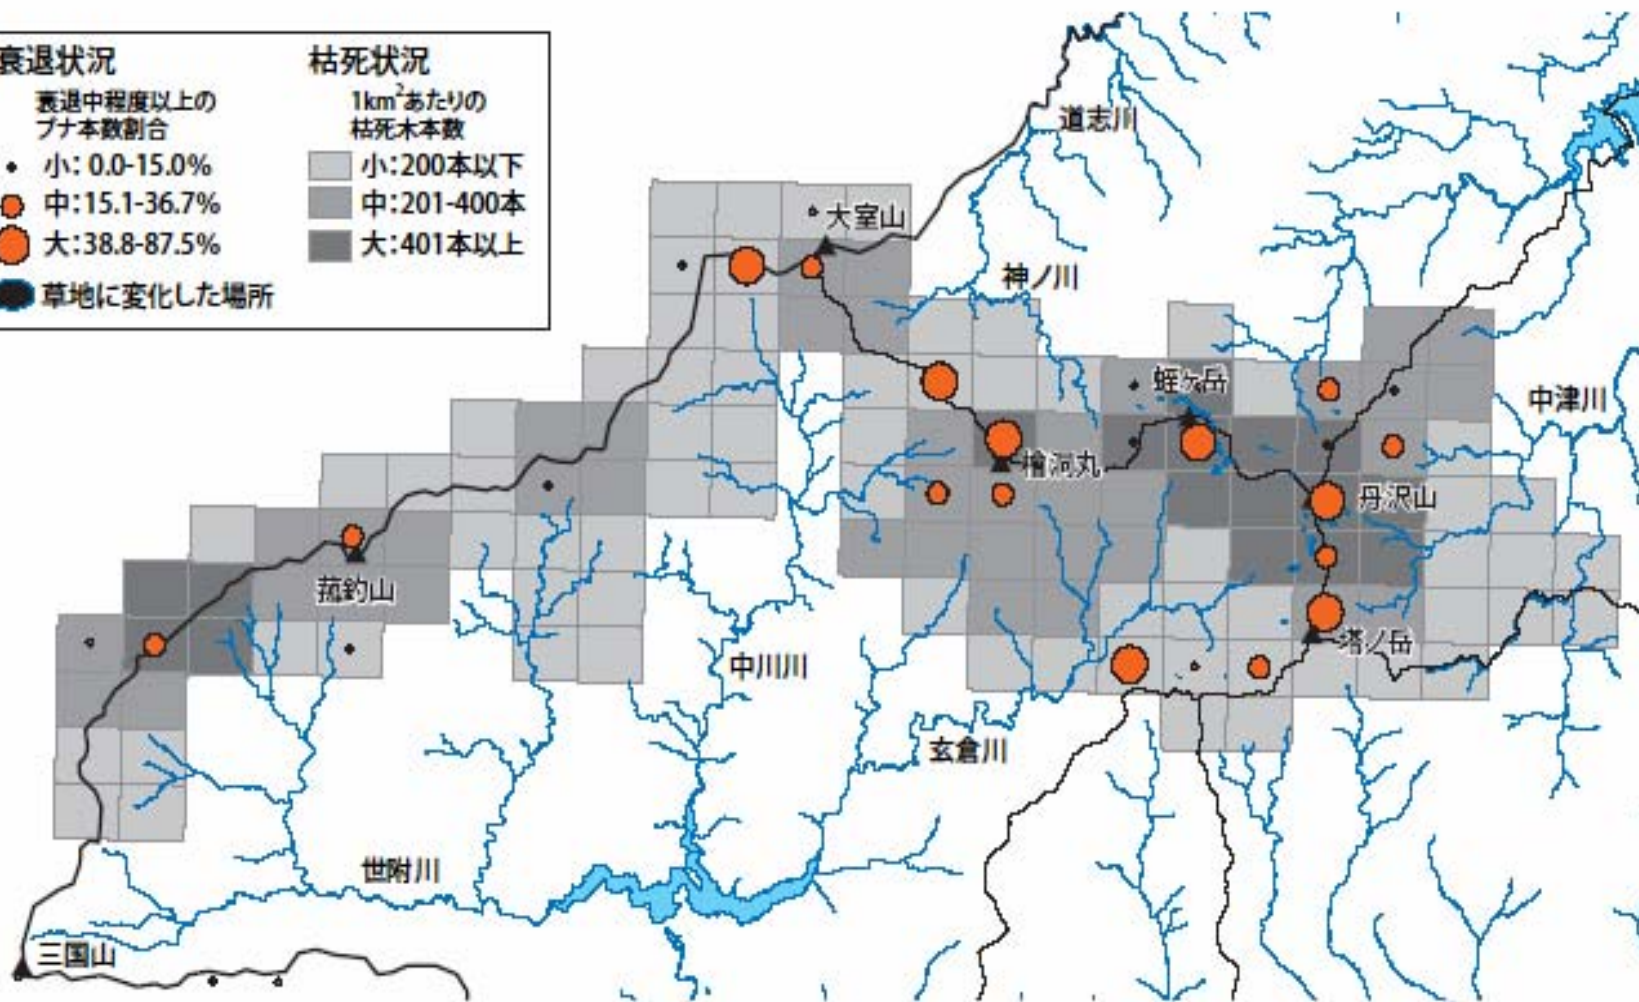 衰退状況
衰退中程度以上の
ブナ本数割合
小: 0.0-15.0%
中:15.1-36.7%
大:38.8-87.5%
草地に変化した場所
枯死状況
1km²あたりの
枯死木本数
小:200本以下
中:201-400本
大:401本以上
道志川
大室山
神ノ川
蛭ヶ岳
中津川
檜洞丸
丹沢山
菰釣山
塔ノ岳
中川川
玄倉川
世附川
三国山